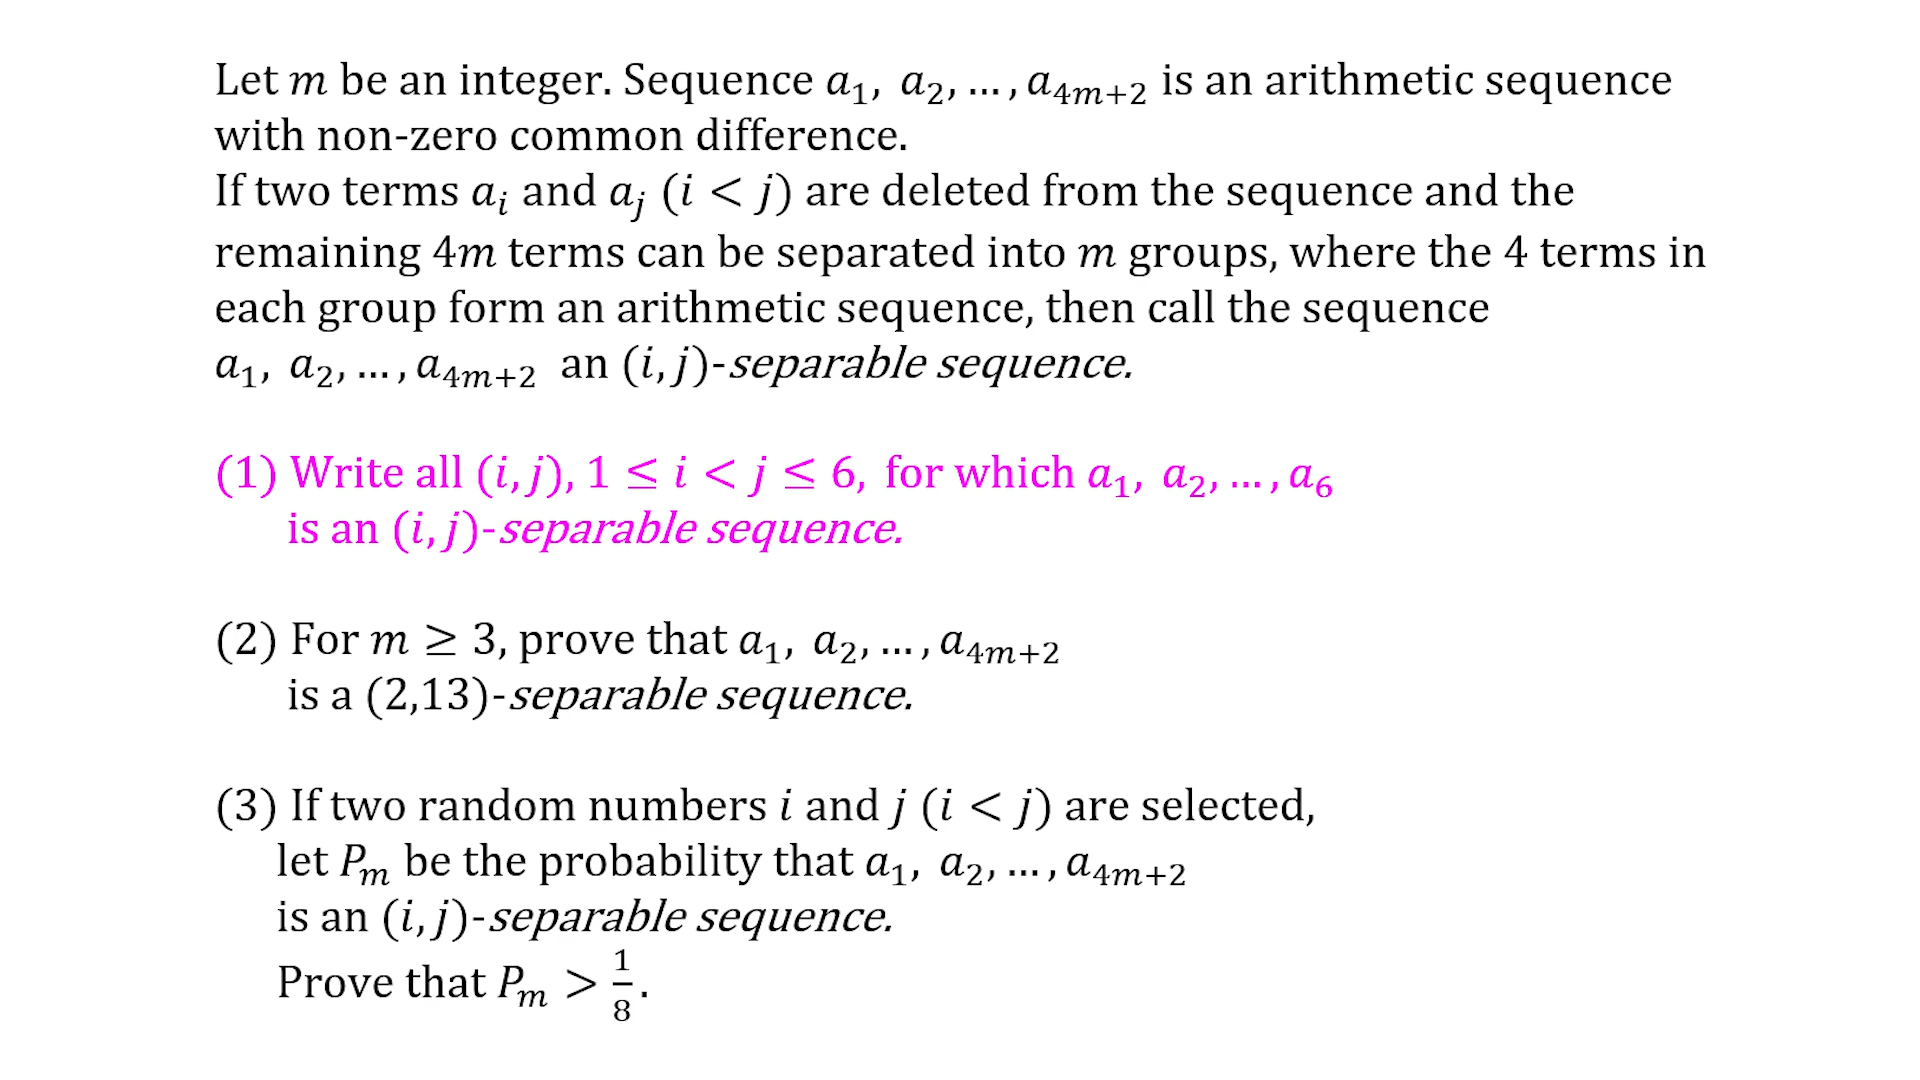 Let m be an integer. Sequence a₁, a₂, … , a₄ₘ₊₂ is an arithmetic sequence
with non-zero common difference.
If two terms aᵢ and aⱼ (i < j) are deleted from the sequence and the
remaining 4m terms can be separated into m groups, where the 4 terms in
each group form an arithmetic sequence, then call the sequence
a₁, a₂, … , a₄ₘ₊₂ an (i, j)-separable sequence.
(1) Write all (i, j), 1 ≤ i < j ≤ 6, for which a₁, a₂, … , a₆
is an (i, j)-separable sequence.
(2) For m ≥ 3, prove that a₁, a₂, … , a₄ₘ₊₂
is a (2,13)-separable sequence.
(3) If two random numbers i and j (i < j) are selected,
let Pₘ be the probability that a₁, a₂, … , a₄ₘ₊₂
is an (i, j)-separable sequence.
Prove that Pₘ > 1/8.